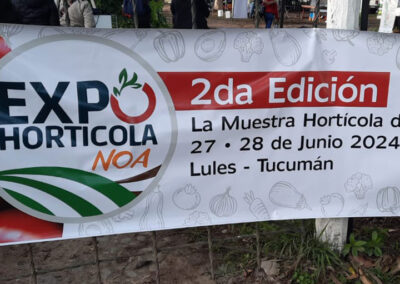 EXPO
HORTICOLA
NOA
2da Edición
La Muestra Hortícola d
27 - 28 de Junio 2024
Lules - Tucumán